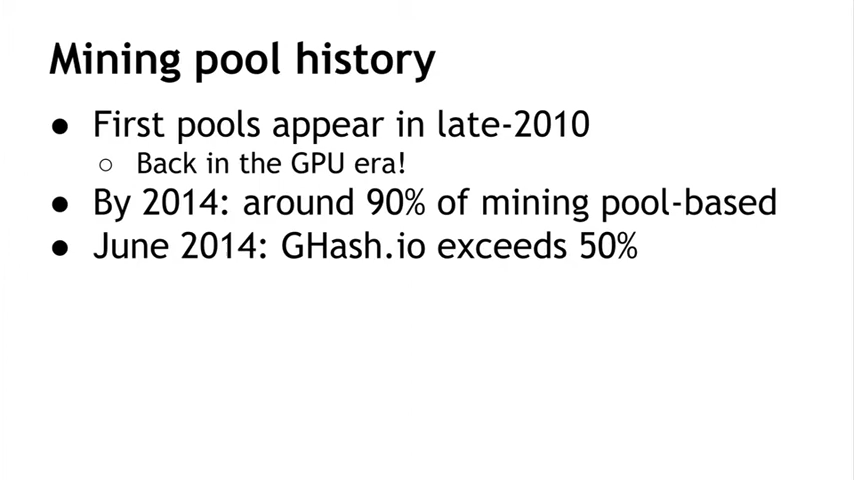 Mining pool history
● First pools appear in late-2010
○ Back in the GPU era!
● By 2014: around 90% of mining pool-based
● June 2014: GHash.io exceeds 50%